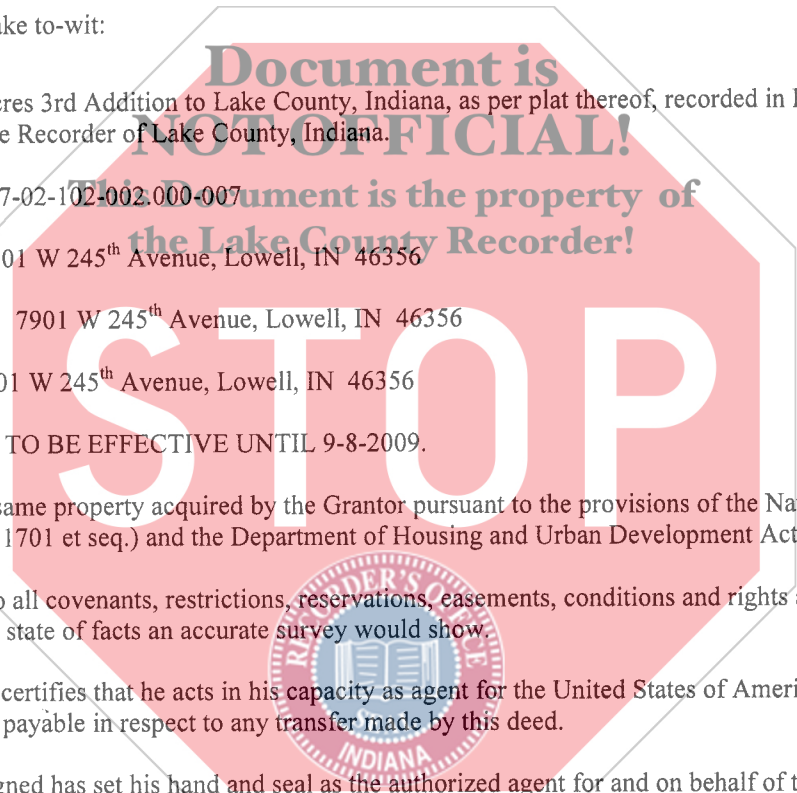 ke to-wit:
Document is
cres 3rd Addition to Lake County, Indiana, as per plat thereof, recorded in
e Recorder of Lake County, Indiana.
NOT OFFICIAL!
7-02-102-002.000-007
This Document is the property of
the Lake County Recorder!
01 W 245th Avenue, Lowell, IN 46356
7901 W 245th Avenue, Lowell, IN 46356
STOP
01 W 245th Avenue, Lowell, IN 46356
TO BE EFFECTIVE UNTIL 9-8-2009.
same property acquired by the Grantor pursuant to the provisions of the Na
1701 et seq.) and the Department of Housing and Urban Development Act
RECORDER'S OFFICE
o all covenants, restrictions, reservations, easements, conditions and rights
state of facts an accurate survey would show.
certifies that he acts in his capacity as agent for the United States of Ameri
payable in respect to any transfer made by this deed.
INDIANA
gned has set his hand and seal as the authorized agent for and on behalf of t